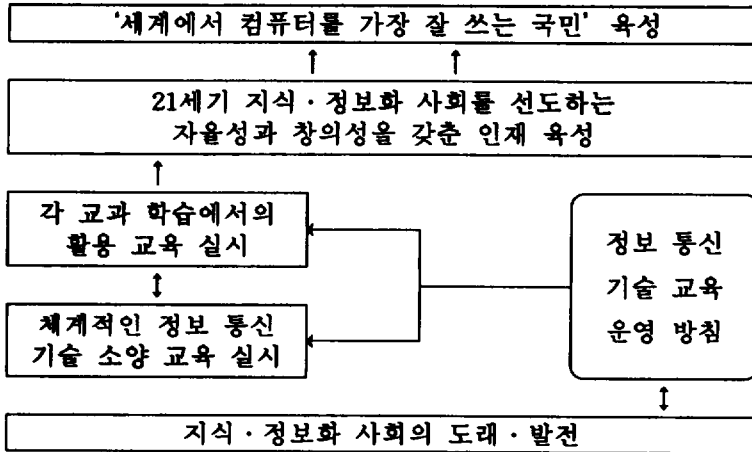 '세계에서 컴퓨터를 가장 잘 쓰는 국민' 육성
21세기 지식·정보화 사회를 선도하는
자율성과 창의성을 갖춘 인재 육성
각 교과 학습에서의
활용 교육 실시
체계적인 정보 통신
기술 소양 교육 실시
정보 통신
기술 교육
운영 방침
지식·정보화 사회의 도래·발전